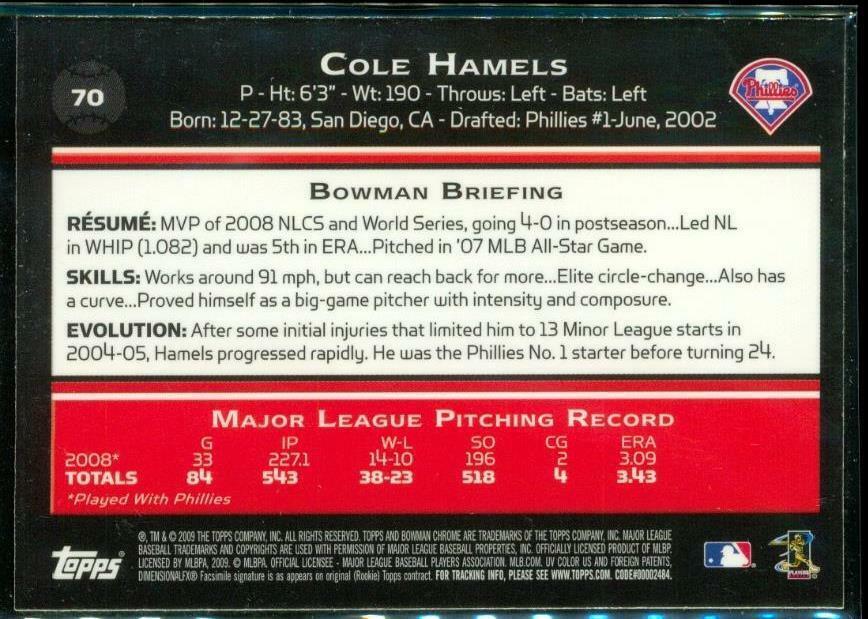 70
COLE HAMELS
P - Ht: 6'3" - Wt: 190 - Throws: Left - Bats: Left
Born: 12-27-83, San Diego, CA - Drafted: Phillies #1-June, 2002
Phillies
BOWMAN BRIEFING
RÉSUMÉ: MVP of 2008 NLCS and World Series, going 4-0 in postseason...Led NL
in WHIP (1.082) and was 5th in ERA...Pitched in '07 MLB All-Star Game.
SKILLS: Works around 91 mph, but can reach back for more...Elite circle-change...Also has
a curve...Proved himself as a big-game pitcher with intensity and composure.
EVOLUTION: After some initial injuries that limited him to 13 Minor League starts in
2004-05, Hamels progressed rapidly. He was the Phillies No. 1 starter before turning 24.
MAJOR LEAGUE PITCHING RECORD
G IP W-L SO CG ERA
2008* 33 227.1 14-10 196 2 3.09
TOTALS 84 543 38-23 518 4 3.43
*Played With Phillies
Topps®
®, TM & © 2009 THE TOPPS COMPANY, INC. ALL RIGHTS RESERVED. TOPPS AND BOWMAN CHROME ARE TRADEMARKS OF THE TOPPS COMPANY, INC. MAJOR LEAGUE
BASEBALL TRADEMARKS AND COPYRIGHTS ARE USED WITH PERMISSION OF MAJOR LEAGUE BASEBALL PROPERTIES, INC. OFFICIALLY LICENSED PRODUCT OF MLBP.
LICENSED BY MLBPA, 2009. © MLBPA. OFFICIAL LICENSEE - MAJOR LEAGUE BASEBALL PLAYERS ASSOCIATION. MLB.COM. UV COLOR US AND FOREIGN PATENTS,
DIMENSIONALFX® Facsimile signature is as appears on original (Rookie) Topps contract. FOR TRACKING INFO, PLEASE SEE WWW.TOPPS.COM. CODE#00002484.